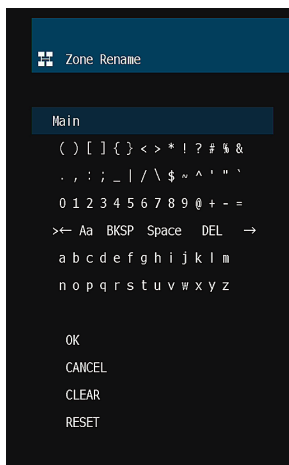 Zone Rename
Main
( ) [ ] { } < > * ! ? # % &
. , : ; _ | / \ $ ~ ^ ' " `
0 1 2 3 4 5 6 7 8 9 @ + - =
>← Aa BKSP Space DEL →
a b c d e f g h i j k l m
n o p q r s t u v w x y z
OK
CANCEL
CLEAR
RESET